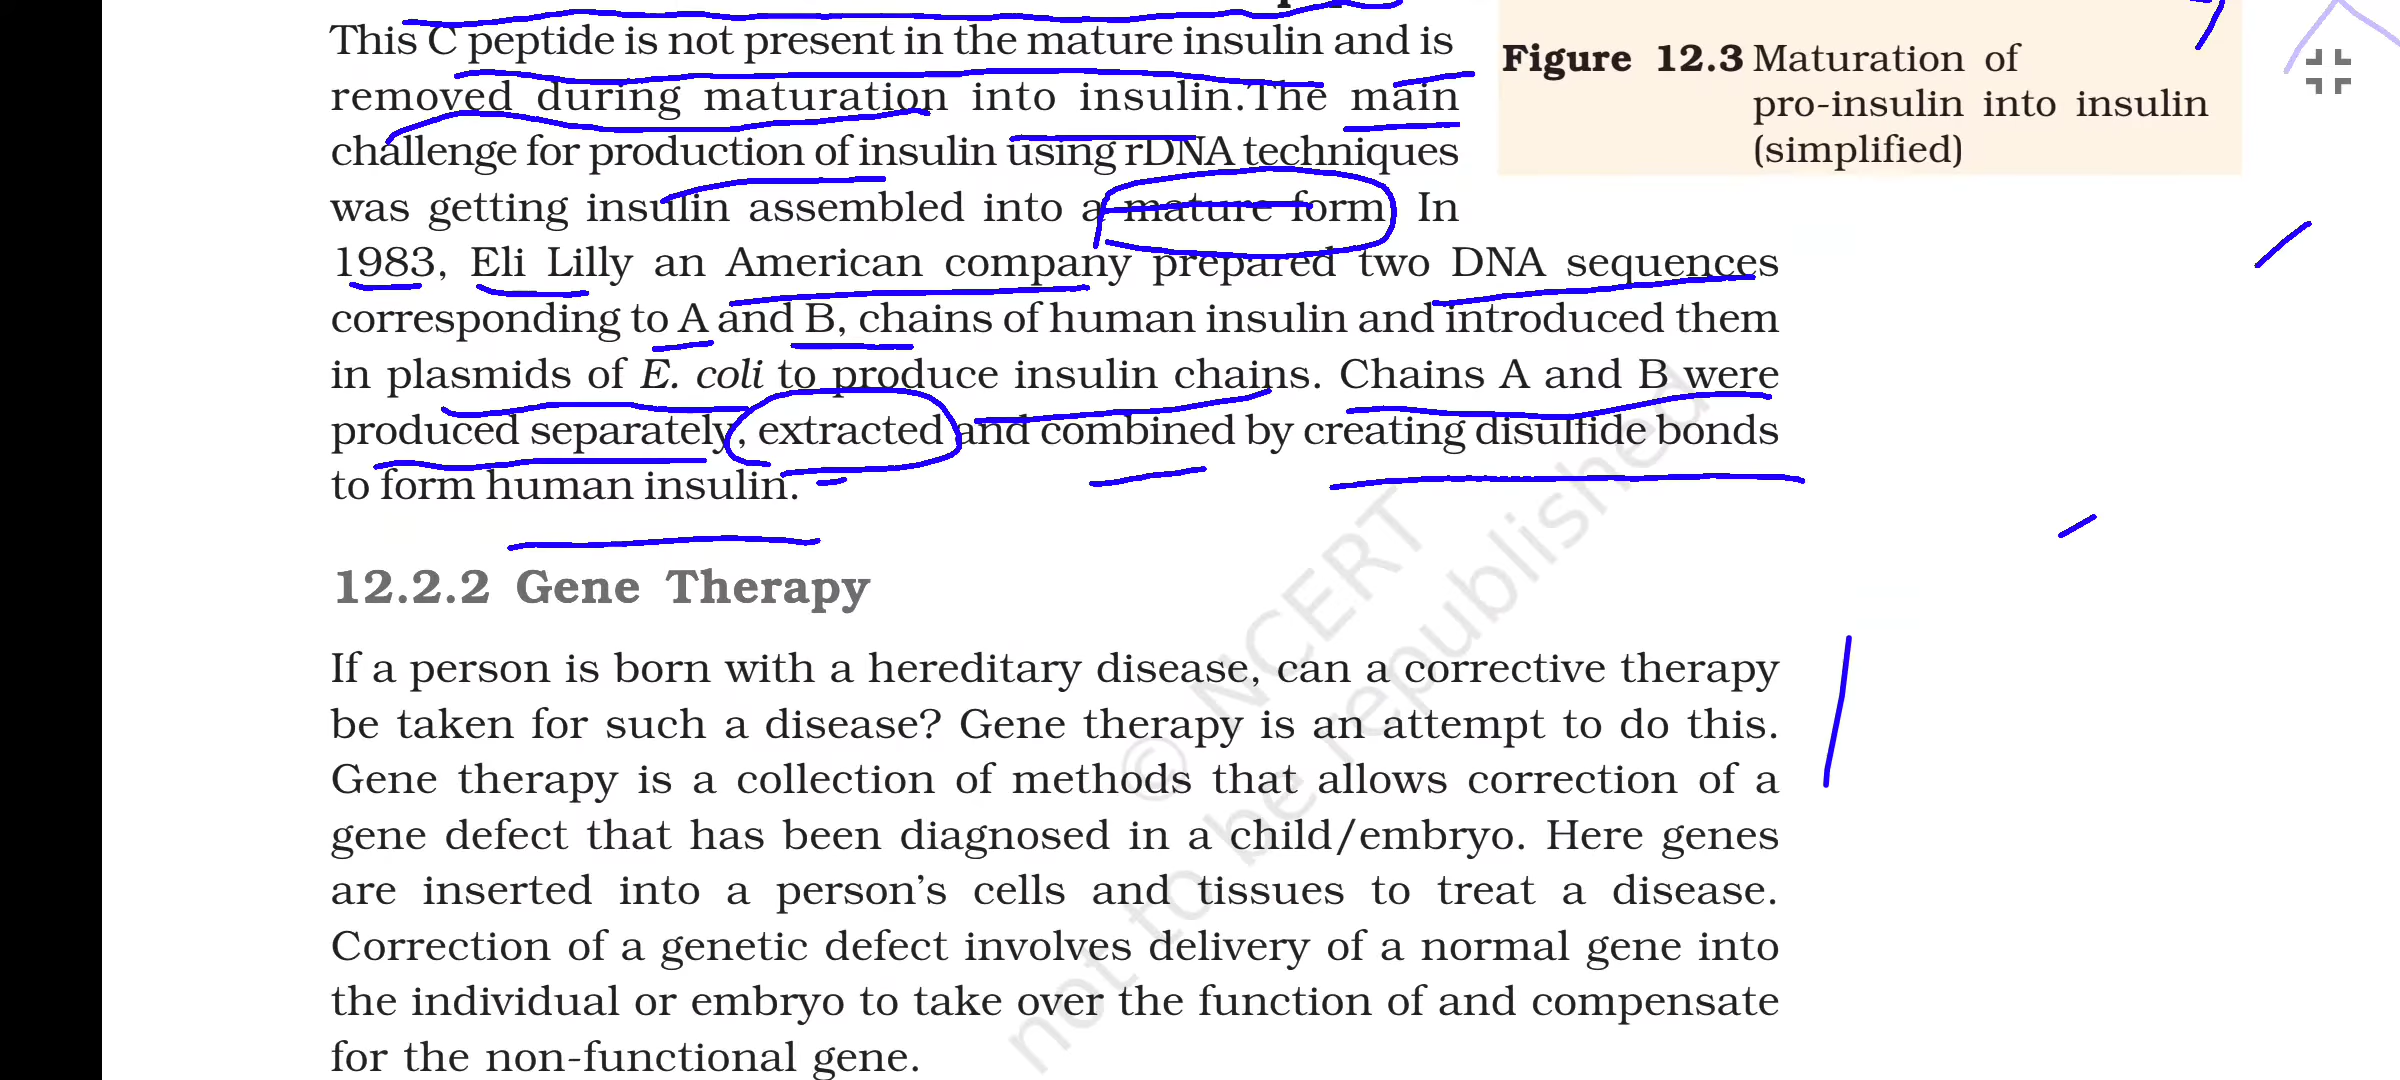 This C peptide is not present in the mature insulin and is
removed during maturation into insulin.The main
challenge for production of insulin using rDNA techniques
was getting insulin assembled into a mature form. In
1983, Eli Lilly an American company prepared two DNA sequences
corresponding to A and B, chains of human insulin and introduced them
in plasmids of E. coli to produce insulin chains. Chains A and B were
produced separately, extracted and combined by creating disulfide bonds
to form human insulin.
Figure 12.3 Maturation of
pro-insulin into insulin
(simplified)
12.2.2 Gene Therapy
If a person is born with a hereditary disease, can a corrective therapy
be taken for such a disease? Gene therapy is an attempt to do this.
Gene therapy is a collection of methods that allows correction of a
gene defect that has been diagnosed in a child/embryo. Here genes
are inserted into a person’s cells and tissues to treat a disease.
Correction of a genetic defect involves delivery of a normal gene into
the individual or embryo to take over the function of and compensate
for the non-functional gene.
© NCERT
not to be republished